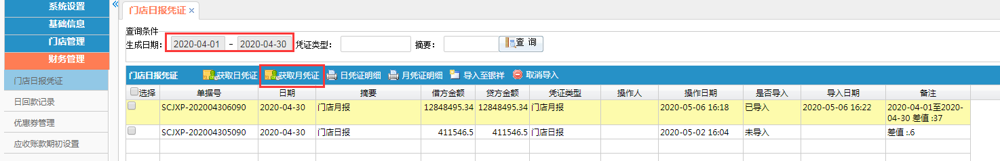 系统设置
基础信息
门店管理
财务管理
门店日报凭证
日回款记录
优惠券管理
应收账款期初设置
«
门店日报凭证 ×
查询条件
生成日期： 2020-04-01 - 2020-04-30 凭证类型： 摘要： 查 询
门店日报凭证 获取日凭证 获取月凭证 日凭证明细 月凭证明细 导入至银祥 取消导入
选择 单据号 日期 摘要 借方金额 贷方金额 凭证类型 操作人 操作日期 是否导入 导入日期 备注
SCJXP-202004306090 2020-04-30 门店月报 12848495.34 12848495.34 门店月报 2020-05-06 16:18 已导入 2020-05-06 16:22 2020-04-01至2020-
04-30 差值 :37
SCJXP-202004305090 2020-04-30 门店日报 411546.5 411546.5 门店日报 2020-05-02 16:04 未导入 差值 :.6